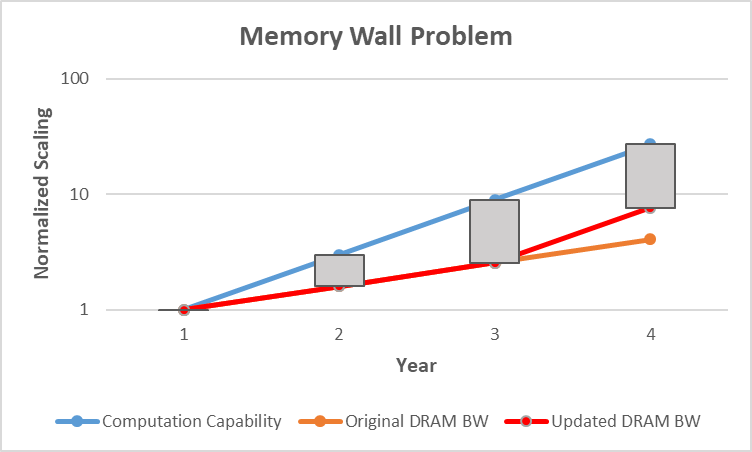 Memory Wall Problem
Normalized Scaling
100
10
1
1 2 3 4
Year
Computation Capability Original DRAM BW Updated DRAM BW